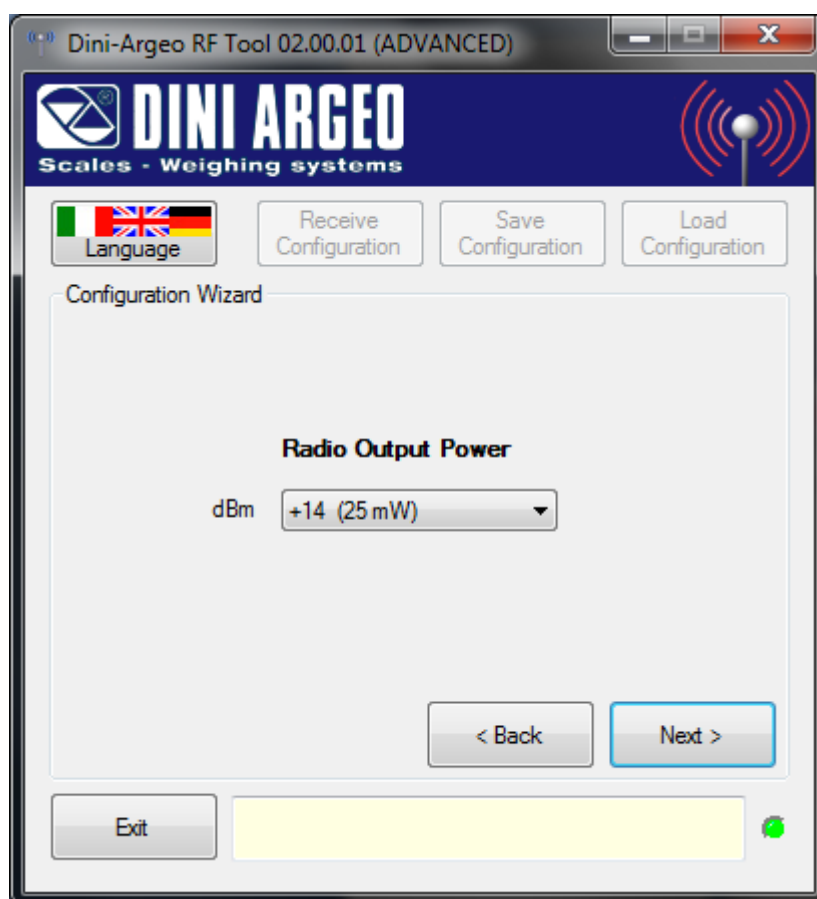 Dini-Argeo RF Tool 02.00.01 (ADVANCED)
DINI ARGEO
Scales - Weighing systems
Language
Receive
Configuration
Save
Configuration
Load
Configuration
Configuration Wizard
Radio Output Power
dBm +14 (25 mW)
< Back
Next >
Exit